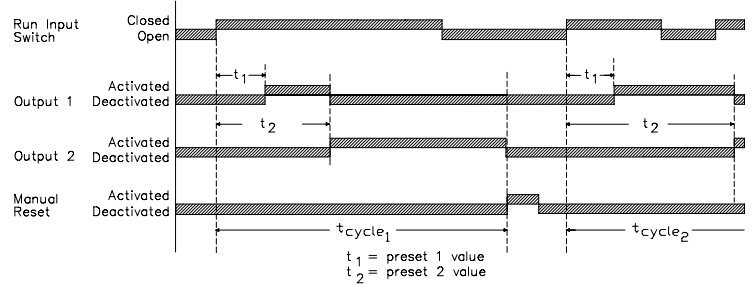 Run Input Switch
Closed
Open
t1
t1
Output 1
Activated
Deactivated
t2
t2
Output 2
Activated
Deactivated
Manual Reset
Activated
Deactivated
tcycle1
tcycle2
t1 = preset 1 value
t2 = preset 2 value